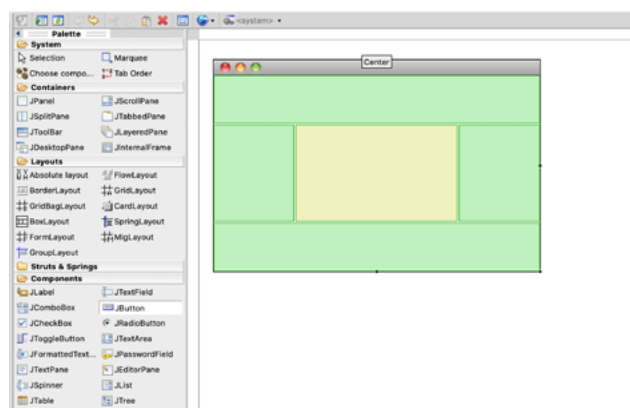 <system>
Palette
System
Selection Marquee
Choose compo... Tab Order
Containers
JPanel JScrollPane
JSplitPane JTabbedPane
JToolBar JLayeredPane
JDesktopPane JInternalFrame
Layouts
Absolute layout FlowLayout
BorderLayout GridLayout
GridBagLayout CardLayout
BoxLayout SpringLayout
FormLayout MigLayout
GroupLayout
Struts & Springs
Components
JLabel JTextField
JComboBox JButton
JCheckBox JRadioButton
JToggleButton JTextArea
JFormattedText... JPasswordField
JTextPane JEditorPane
JSpinner JList
JTable JTree
Center